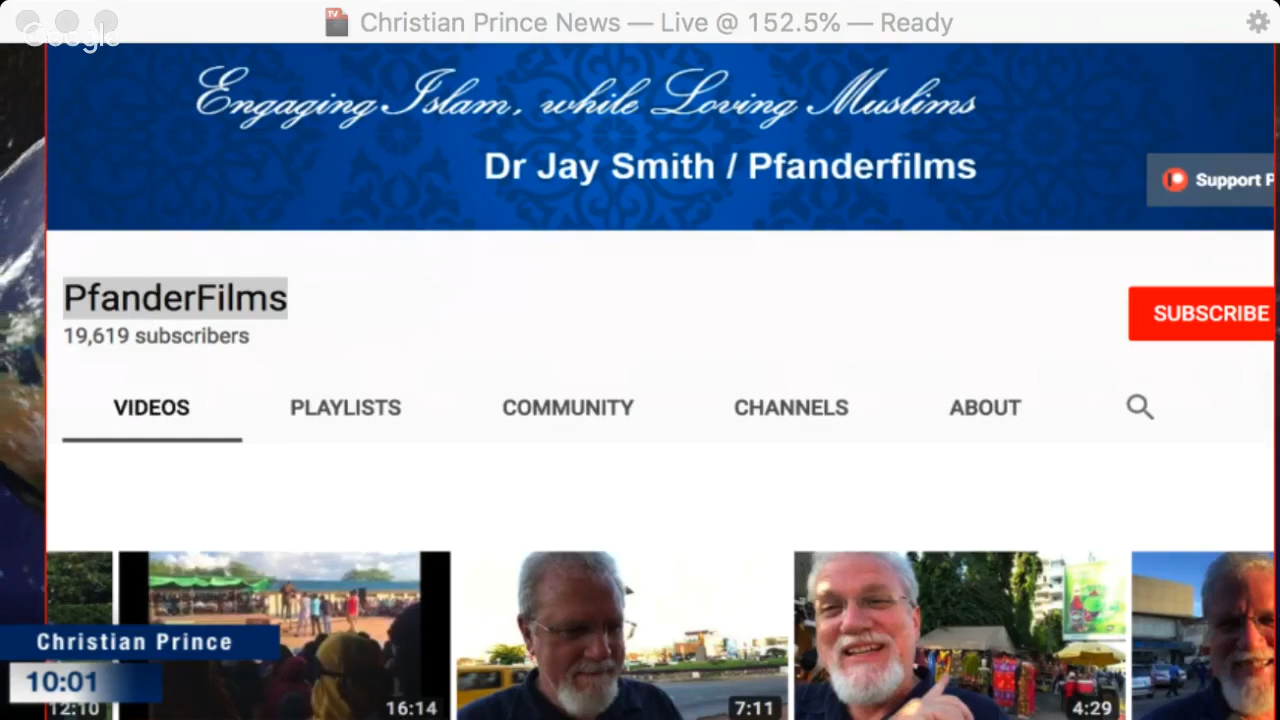 Christian Prince News — Live @ 152.5% — Ready
Google
Engaging Islam, while Loving Muslims
Dr Jay Smith / Pfanderfilms
Support P
PfanderFilms
19,619 subscribers
SUBSCRIBE
VIDEOS PLAYLISTS COMMUNITY CHANNELS ABOUT
Christian Prince
10:01
12:10 16:14 7:11 4:29